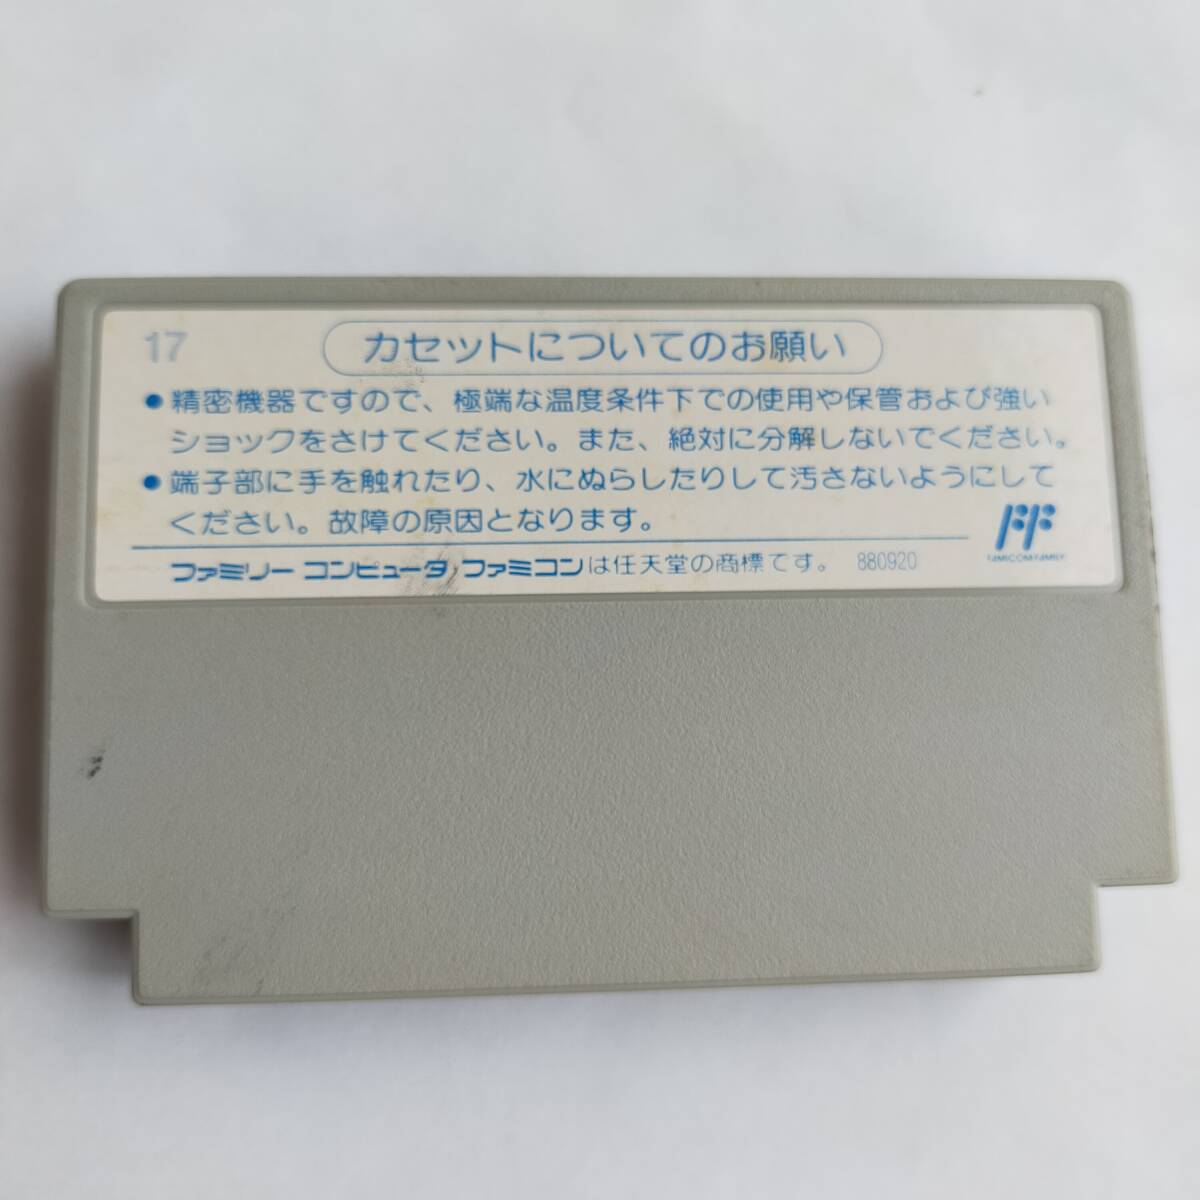 17
カセットについてのお願い
● 精密機器ですので、極端な温度条件下での使用や保管および強い
ショックをさけてください。また、絶対に分解しないでください。
● 端子部に手を触れたり、水にぬらしたりして汚さないようにして
ください。故障の原因となります。
FF
FAMICOM FAMILY
ファミリー コンピュータ,ファミコンは任天堂の商標です。 880920